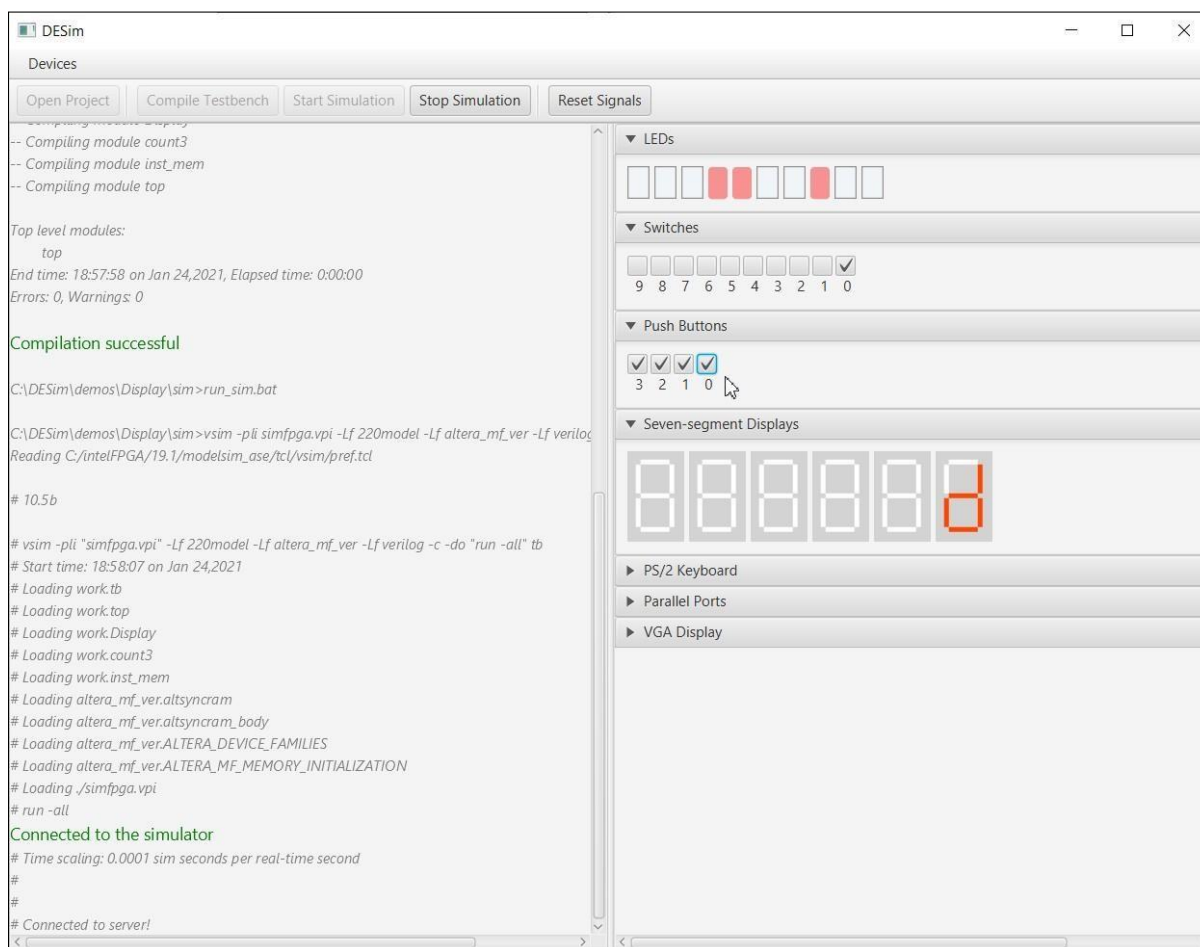 DESim
Devices
Open Project Compile Testbench Start Simulation Stop Simulation Reset Signals
-- Compiling module Display
-- Compiling module count3
-- Compiling module inst_mem
-- Compiling module top
Top level modules:
top
End time: 18:57:58 on Jan 24,2021, Elapsed time: 0:00:00
Errors: 0, Warnings: 0
Compilation successful
C:\DESim\demos\Display\sim>run_sim.bat
C:\DESim\demos\Display\sim>vsim -pli simfpga.vpi -Lf 220model -Lf altera_mf_ver -Lf verilog
Reading C:/intelFPGA/19.1/modelsim_ase/tcl/vsim/pref.tcl
# 10.5b
# vsim -pli "simfpga.vpi" -Lf 220model -Lf altera_mf_ver -Lf verilog -c -do "run -all" tb
# Start time: 18:58:07 on Jan 24,2021
# Loading work.tb
# Loading work.top
# Loading work.Display
# Loading work.count3
# Loading work.inst_mem
# Loading altera_mf_ver.altsyncram
# Loading altera_mf_ver.altsyncram_body
# Loading altera_mf_ver.ALTERA_DEVICE_FAMILIES
# Loading altera_mf_ver.ALTERA_MF_MEMORY_INITIALIZATION
# Loading ./simfpga.vpi
# run -all
Connected to the simulator
# Time scaling: 0.0001 sim seconds per real-time second
#
#
# Connected to server!
LEDs
Switches
9 8 7 6 5 4 3 2 1 0
Push Buttons
3 2 1 0
Seven-segment Displays
d
PS/2 Keyboard
Parallel Ports
VGA Display